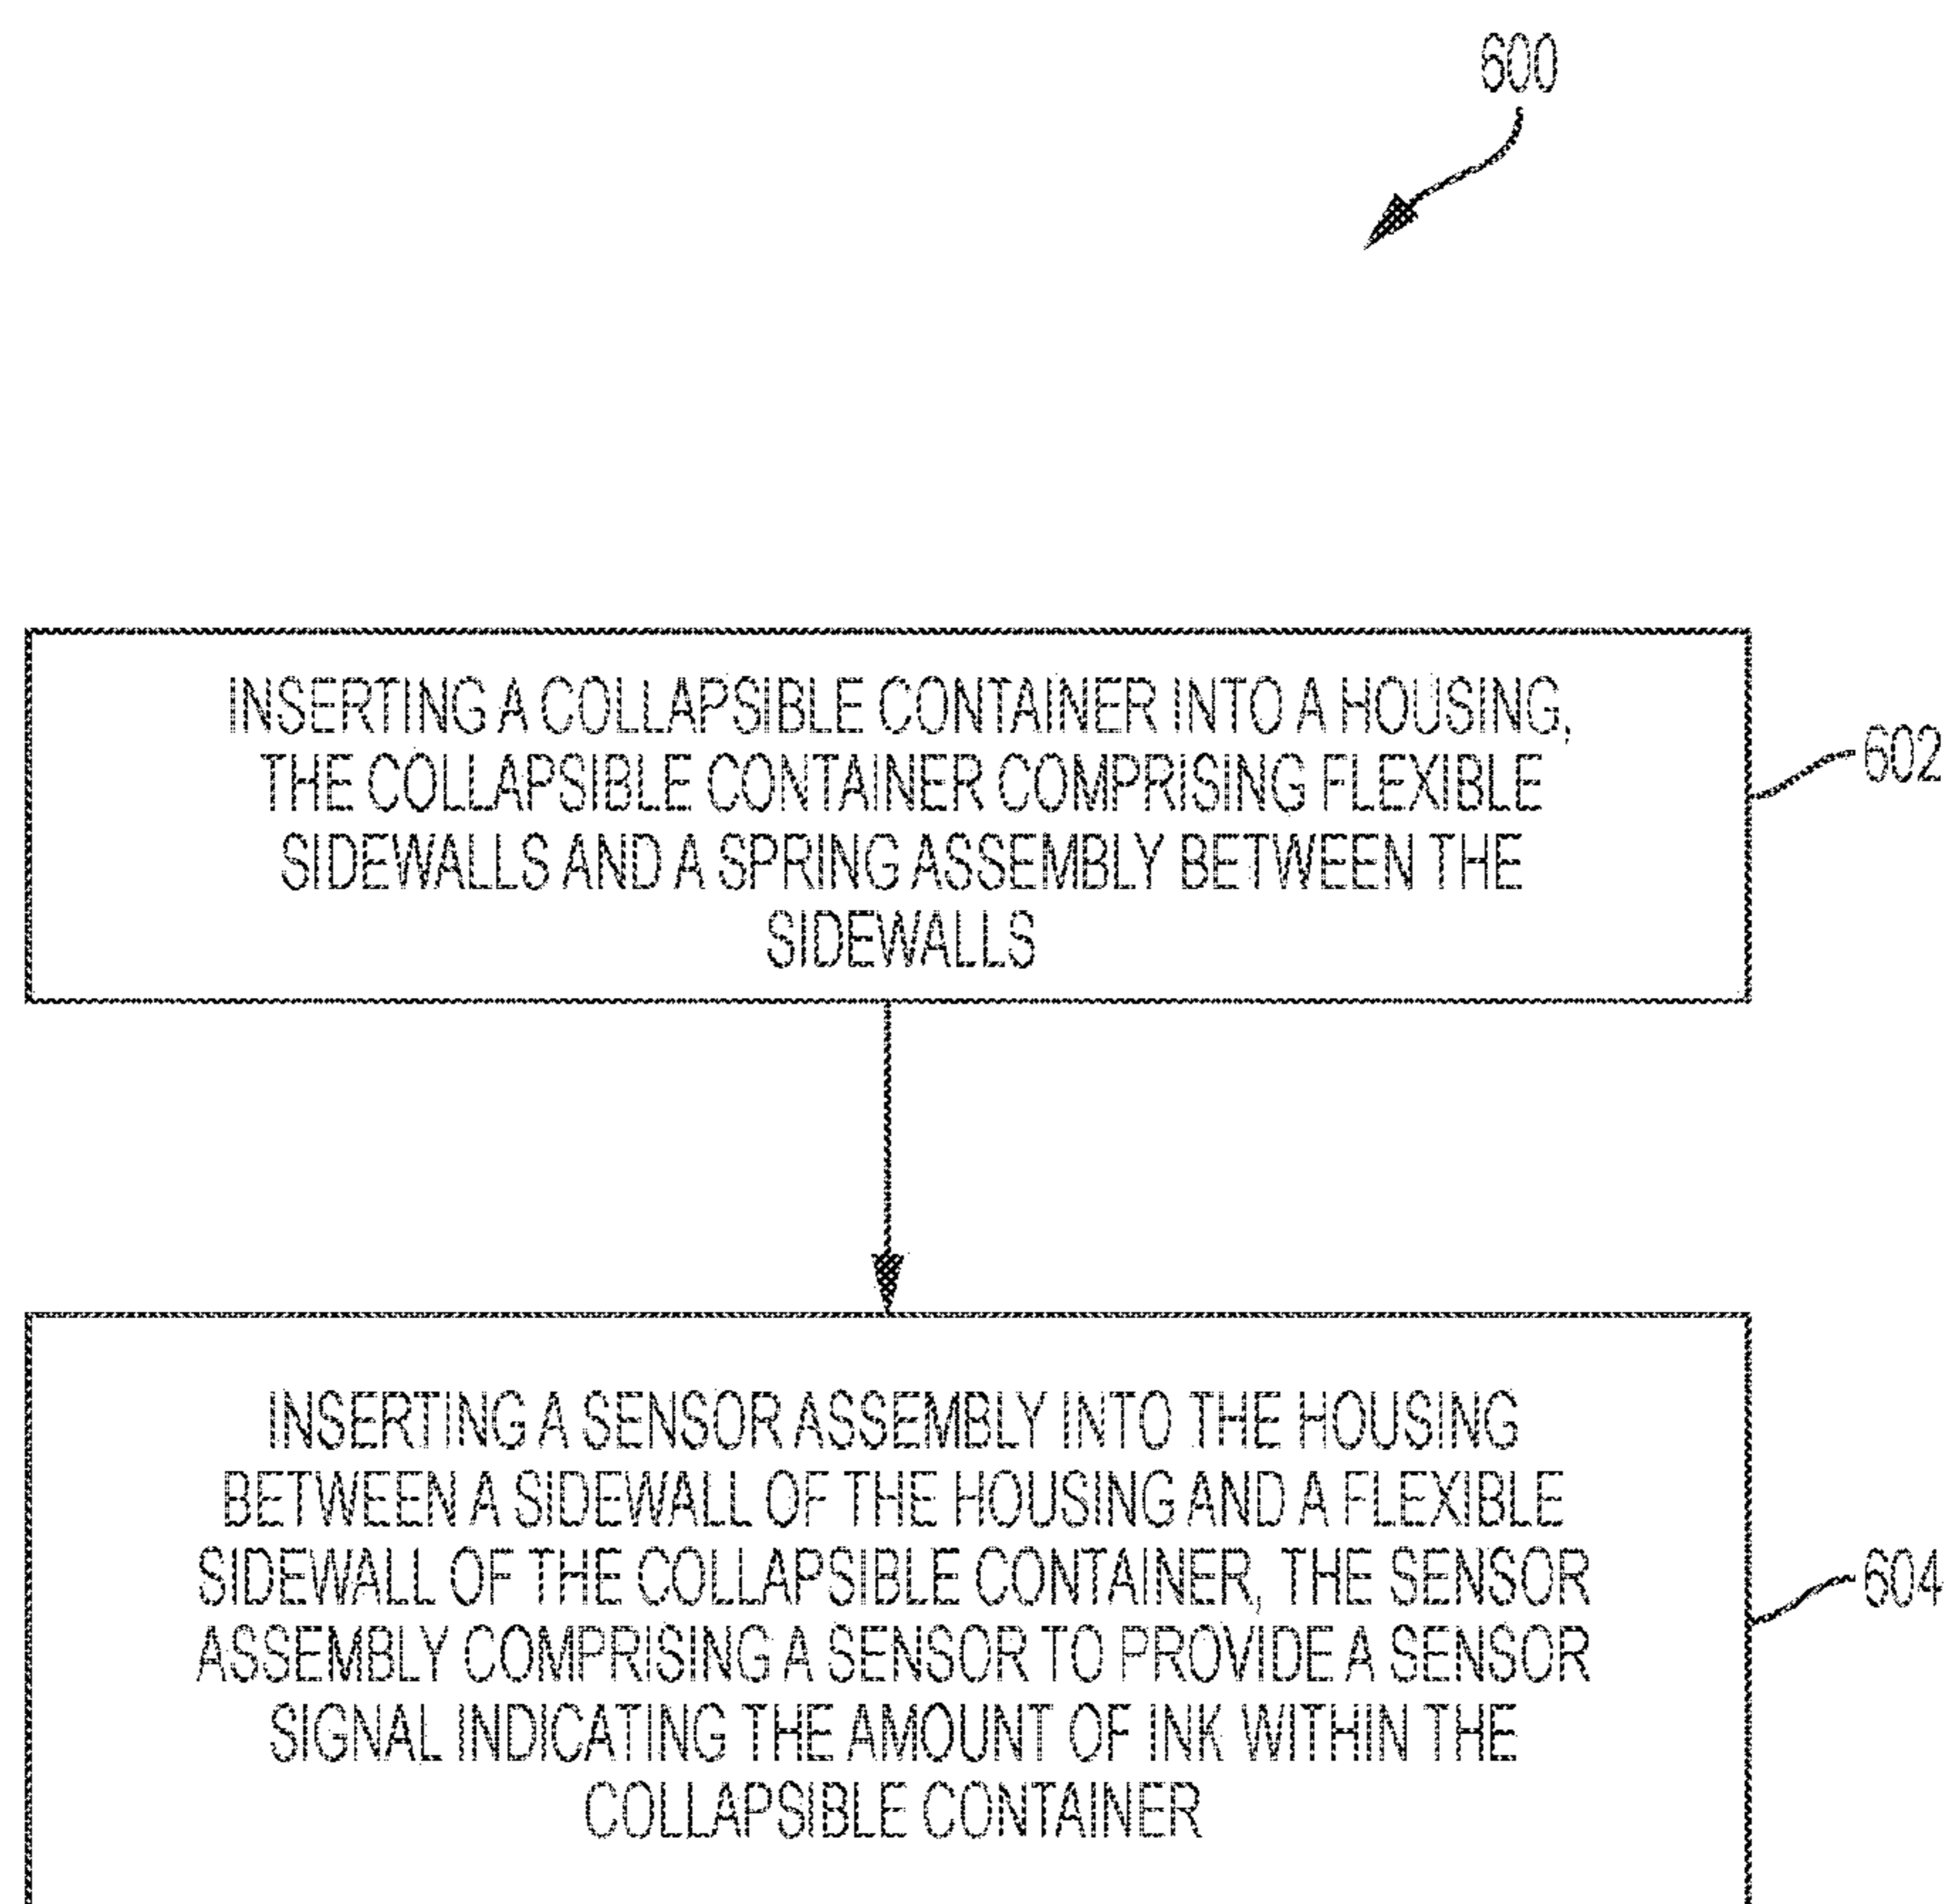 600
INSERTING A COLLAPSIBLE CONTAINER INTO A HOUSING,
THE COLLAPSIBLE CONTAINER COMPRISING FLEXIBLE
SIDEWALLS AND A SPRING ASSEMBLY BETWEEN THE
SIDEWALLS
602
INSERTING A SENSOR ASSEMBLY INTO THE HOUSING
BETWEEN A SIDEWALL OF THE HOUSING AND A FLEXIBLE
SIDEWALL OF THE COLLAPSIBLE CONTAINER, THE SENSOR
ASSEMBLY COMPRISING A SENSOR TO PROVIDE A SENSOR
SIGNAL INDICATING THE AMOUNT OF INK WITHIN THE
COLLAPSIBLE CONTAINER
604